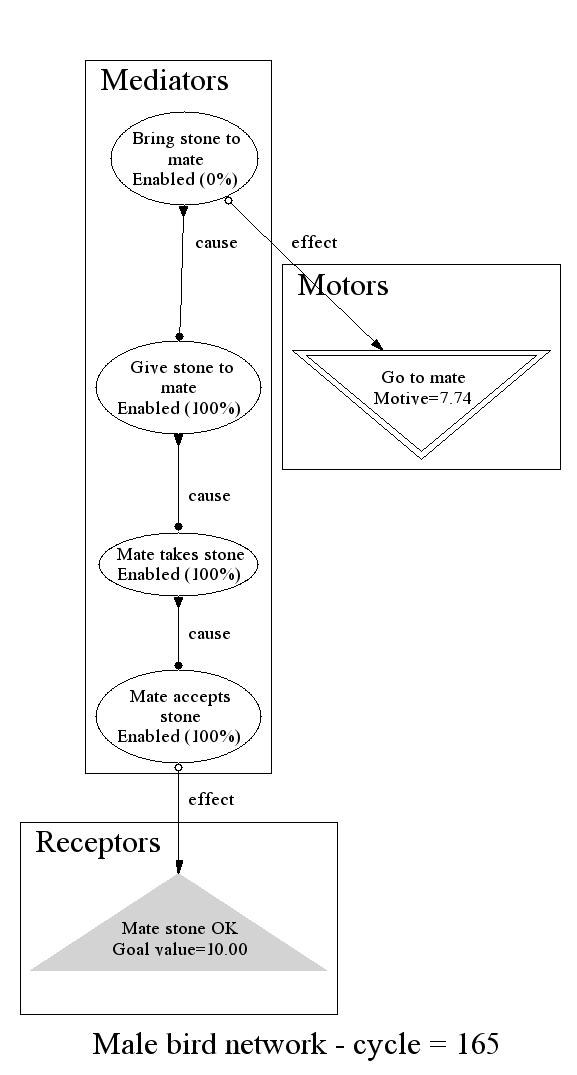 Mediators
Bring stone to
mate
Enabled (0%)
cause
effect
Motors
Go to mate
Motive=7.74
Give stone to
mate
Enabled (100%)
cause
Mate takes stone
Enabled (100%)
cause
Mate accepts
stone
Enabled (100%)
effect
Receptors
Mate stone OK
Goal value=10.00
Male bird network - cycle = 165